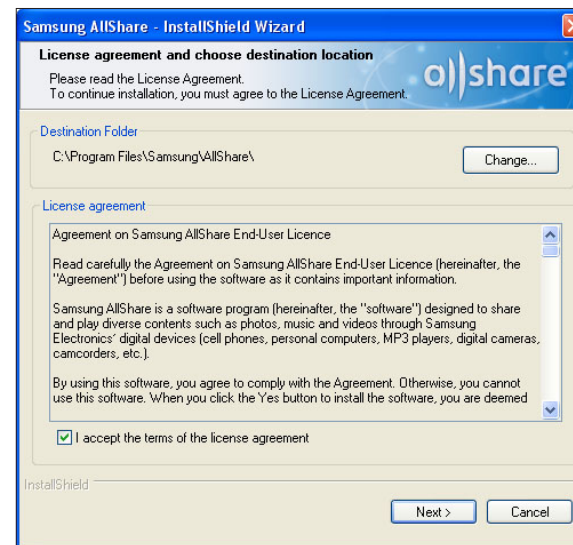 Samsung AllShare - InstallShield Wizard
License agreement and choose destination location
Please read the License Agreement.
To continue installation, you must agree to the License Agreement.
allshare
Destination Folder
C:\Program Files\Samsung\AllShare\
Change...
License agreement
Agreement on Samsung AllShare End-User Licence
Read carefully the Agreement on Samsung AllShare End-User Licence (hereinafter, the
"Agreement") before using the software as it contains important information.
Samsung AllShare is a software program (hereinafter, the "software") designed to share
and play diverse contents such as photos, music and videos through Samsung
Electronics' digital devices (cell phones, personal computers, MP3 players, digital cameras,
camcorders, etc.).
By using this software, you agree to comply with the Agreement. Otherwise, you cannot
use this software. When you click the Yes button to install the software, you are deemed
I accept the terms of the license agreement
InstallShield
Next >
Cancel